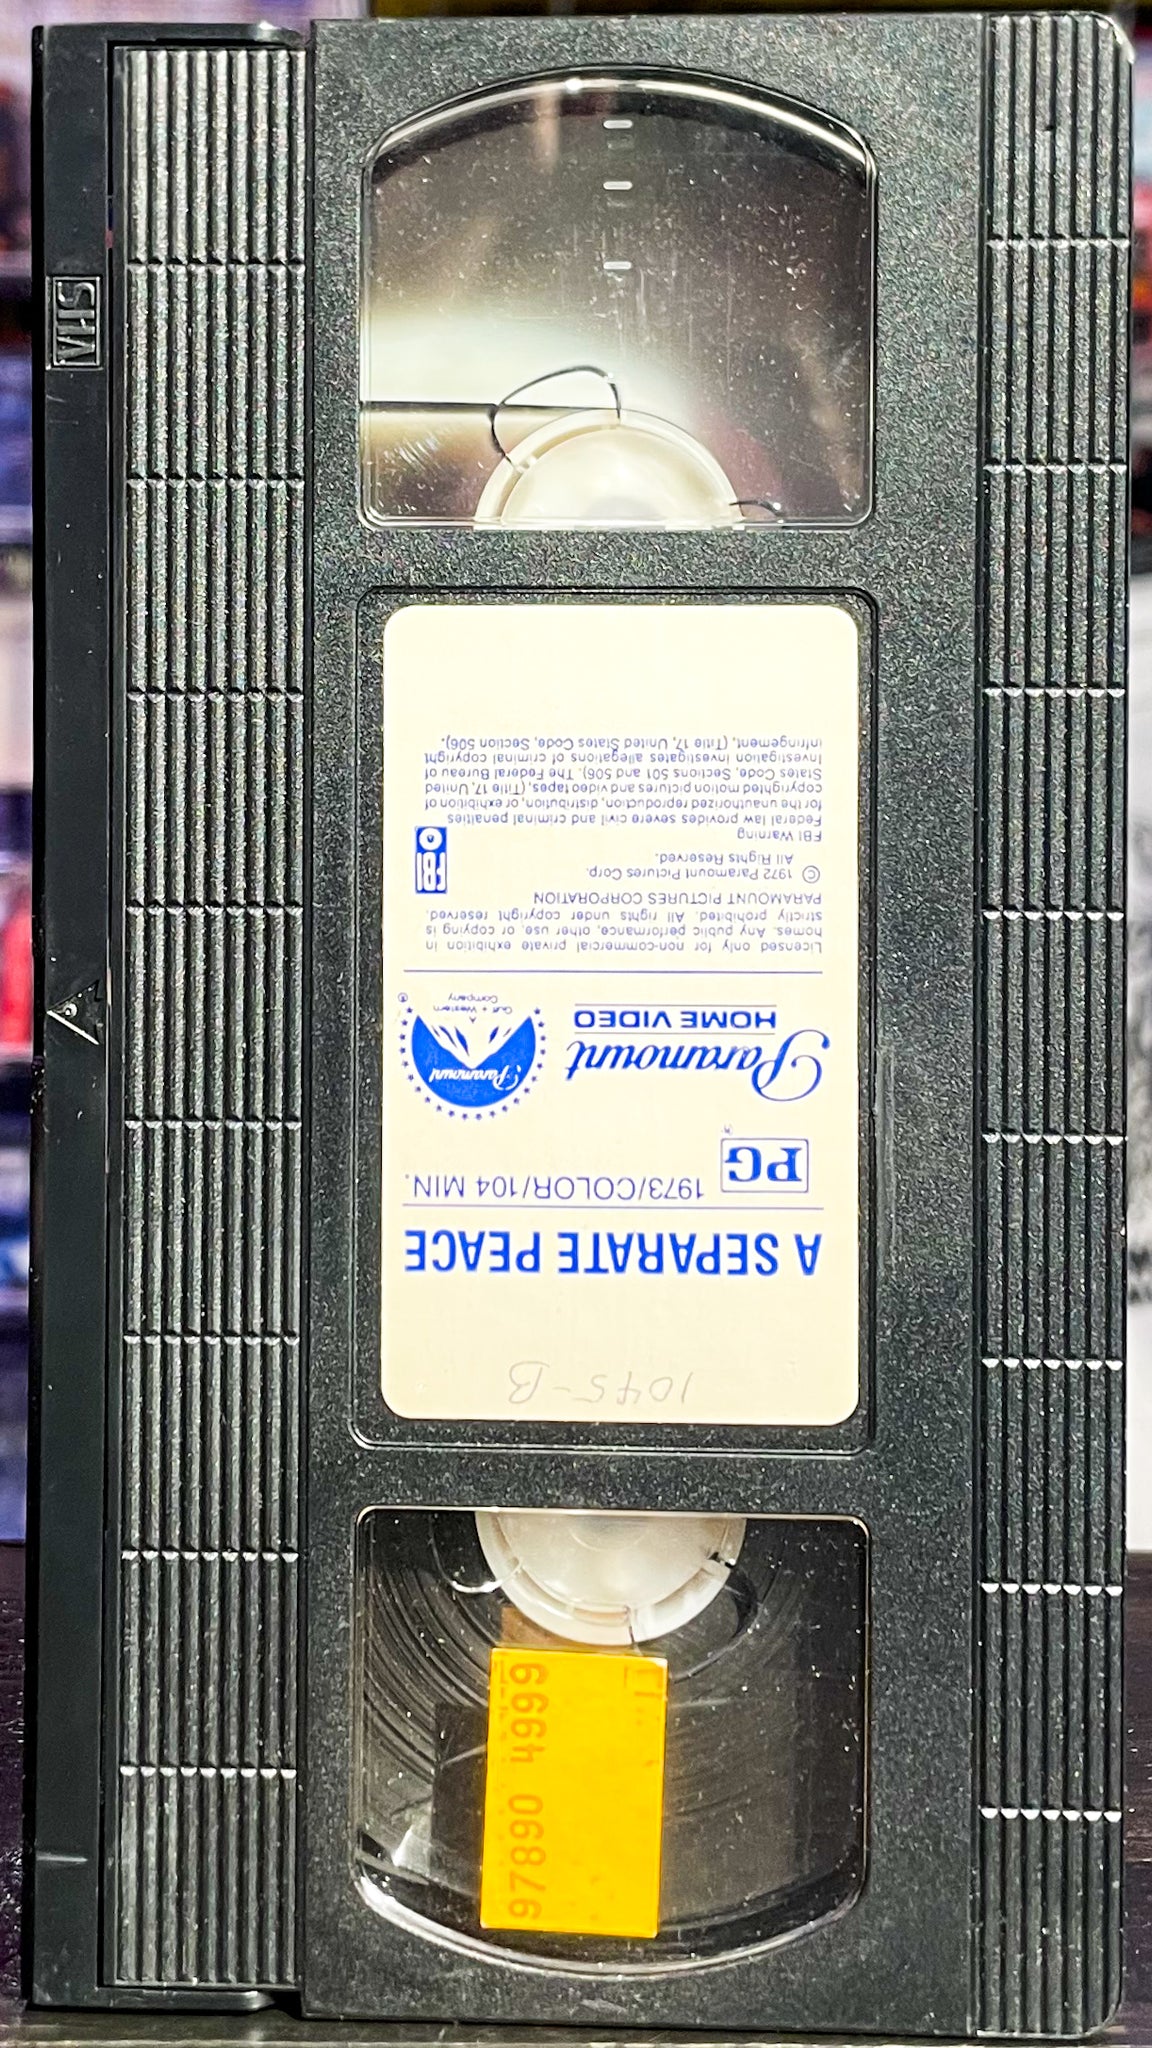 VHS
1045-B
A SEPARATE PEACE
1973/COLOR/104 MIN.
PG
Paramount
HOME VIDEO
Paramount
A
Gulf + Western
Company
Licensed only for non-commercial private exhibition in
homes. Any public performance, other use, or copying is
strictly prohibited. All rights under copyright reserved.
PARAMOUNT PICTURES CORPORATION
© 1972 Paramount Pictures Corp.
All Rights Reserved.
FBI
FBI Warning
Federal law provides severe civil and criminal penalties
for the unauthorized reproduction, distribution, or exhibition of
copyrighted motion pictures and video tapes, (Title 17, United
States Code, Sections 501 and 506). The Federal Bureau of
Investigation investigates allegations of criminal copyright
infringement, (Title 17, United States Code, Section 506).
97890 4999